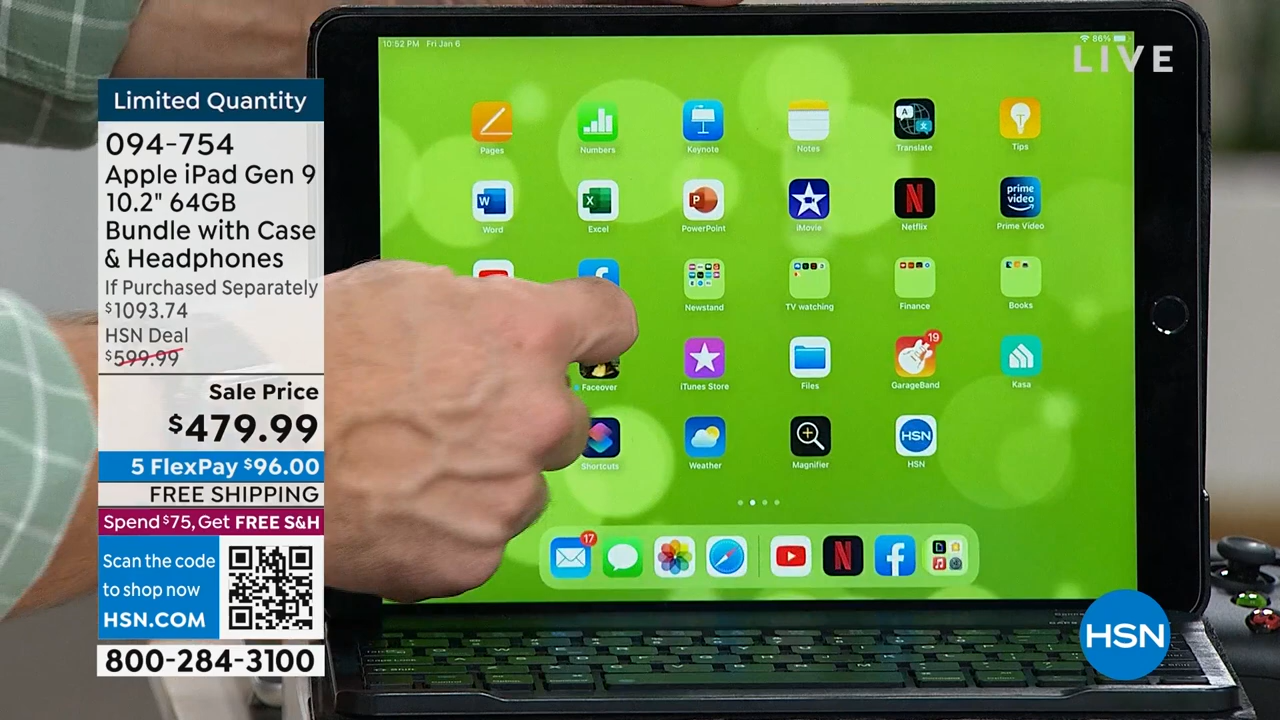 10:52 PM Fri Jan 6
86%
LIVE
Limited Quantity
094-754
Apple iPad Gen 9
10.2" 64GB
Bundle with Case
& Headphones
If Purchased Separately
$1093.74
HSN Deal
$599.99
Sale Price
$479.99
5 FlexPay $96.00
FREE SHIPPING
Spend $75, Get FREE S&H
Scan the code
to shop now
HSN.COM
800-284-3100
Pages Numbers Keynote Notes Translate Tips
W X P prime video
Word Excel PowerPoint iMovie Netflix Prime Video
Newstand TV watching Finance Books
19
Faceover iTunes Store Files GarageBand Kasa
HSN
Shortcuts Weather Magnifier HSN
17
HSN